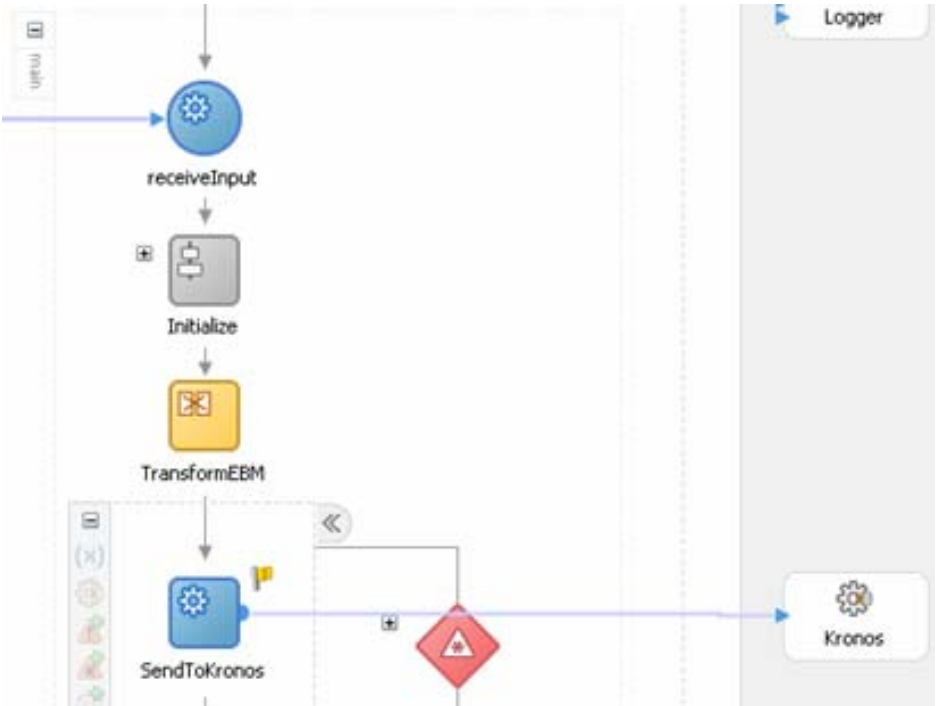 Logger
main
receiveInput
Initialize
TransformEBM
(x)
SendToKronos
Kronos